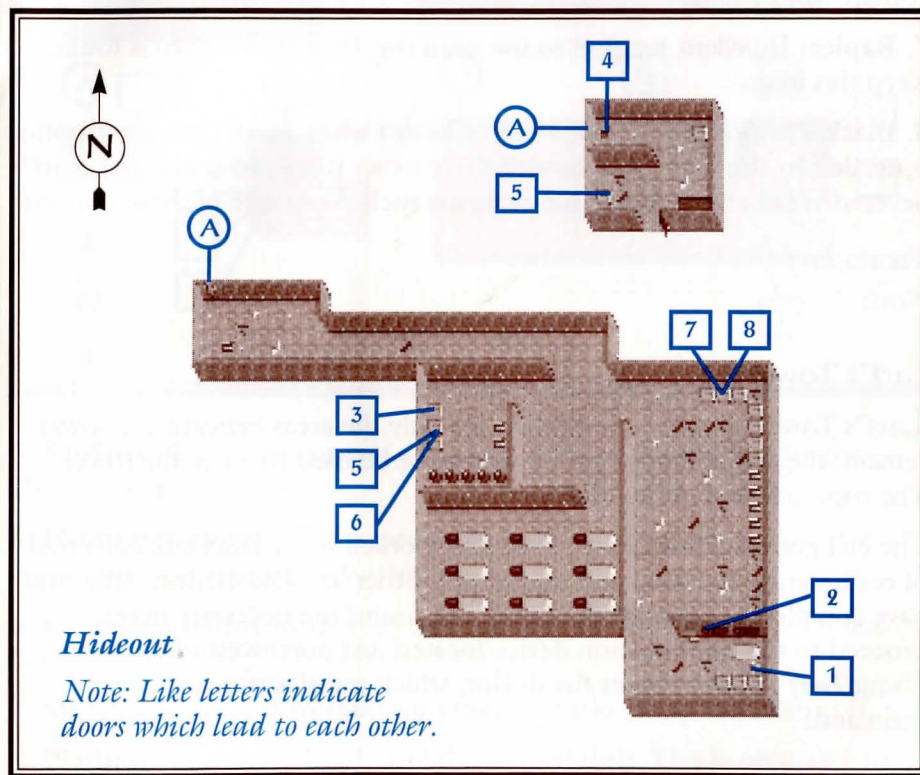 4
A
N
5
A
7 8
3
5
6
2
Hideout
1
Note: Like letters indicate
doors which lead to each other.